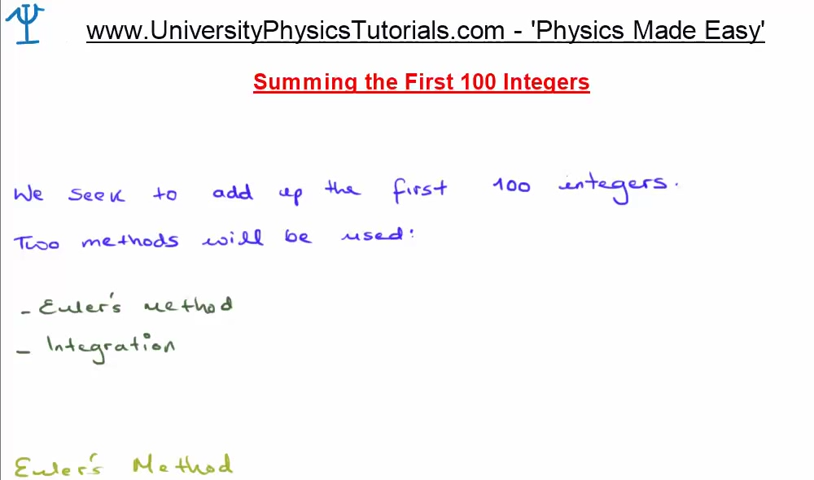 www.UniversityPhysicsTutorials.com - 'Physics Made Easy'
Summing the First 100 Integers
We seek to add up the first 100 integers.
Two methods will be used:
- Euler's method
- Integration
Euler's Method